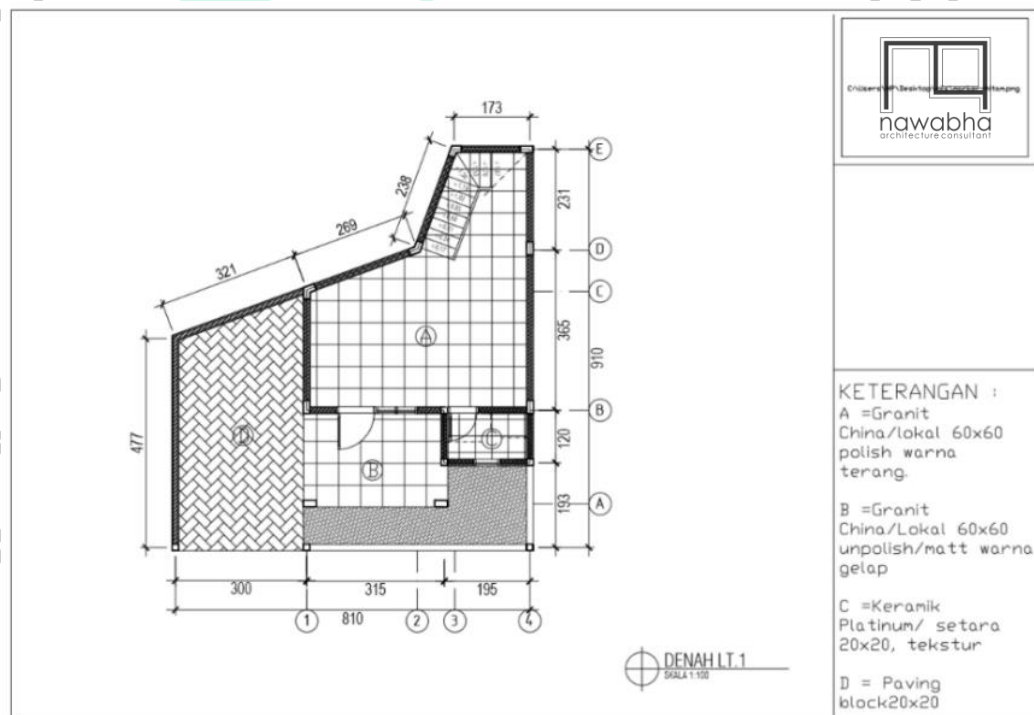 nawabha
architecture consultant
173
E
238
231
269
D
321
C
A
365
910
B
477
D
C
120
B
193
A
300
315
195
1
810
2
3
4
DENAH LT.1
SKALA 1:100
KETERANGAN :
A =Granit
China/lokal 60x60
polish warna
terang.
B =Granit
China/Lokal 60x60
unpolish/matt warna
gelap
C =Keramik
Platinum/ setara
20x20, tekstur
D = Paving
block20x20